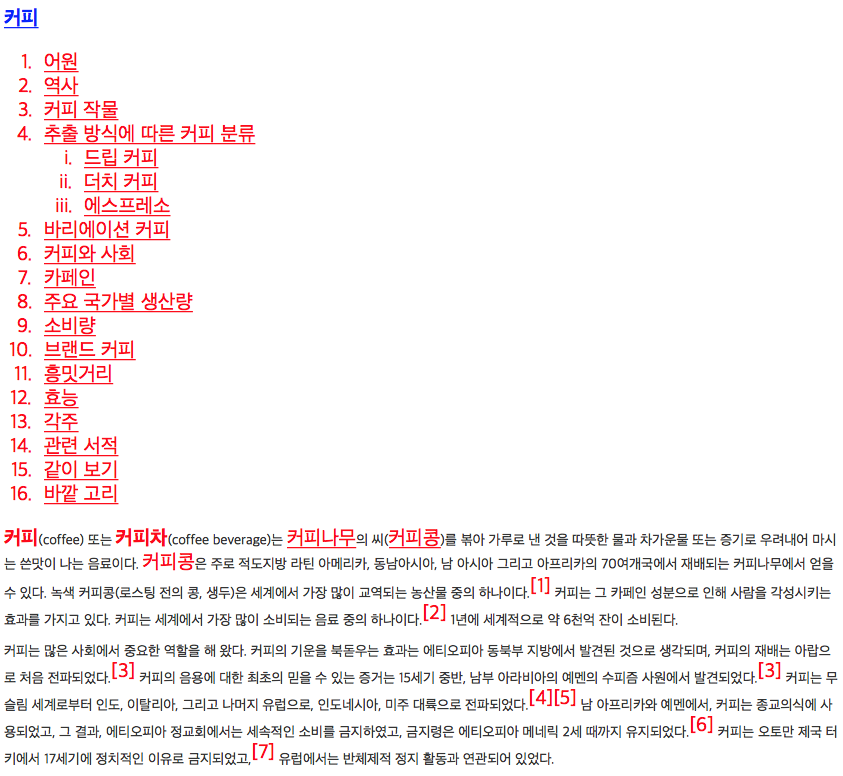 커피
1. 어원
2. 역사
3. 커피 작물
4. 추출 방식에 따른 커피 분류
i. 드립 커피
ii. 더치 커피
iii. 에스프레소
5. 바리에이션 커피
6. 커피와 사회
7. 카페인
8. 주요 국가별 생산량
9. 소비량
10. 브랜드 커피
11. 흥밋거리
12. 효능
13. 각주
14. 관련 서적
15. 같이 보기
16. 바깥 고리
커피(coffee) 또는 커피차(coffee beverage)는 커피나무의 씨(커피콩)를 볶아 가루로 낸 것을 따뜻한 물과 차가운물 또는 증기로 우려내어 마시
는 쓴맛이 나는 음료이다. 커피콩은 주로 적도지방 라틴 아메리카, 동남아시아, 남 아시아 그리고 아프리카의 70여개국에서 재배되는 커피나무에서 얻을
수 있다. 녹색 커피콩(로스팅 전의 콩, 생두)은 세계에서 가장 많이 교역되는 농산물 중의 하나이다.[1] 커피는 그 카페인 성분으로 인해 사람을 각성시키는
효과를 가지고 있다. 커피는 세계에서 가장 많이 소비되는 음료 중의 하나이다.[2] 1년에 세계적으로 약 6천억 잔이 소비된다.
커피는 많은 사회에서 중요한 역할을 해 왔다. 커피의 기운을 북돋우는 효과는 에티오피아 동북부 지방에서 발견된 것으로 생각되며, 커피의 재배는 아랍으
로 처음 전파되었다.[3] 커피의 음용에 대한 최초의 믿을 수 있는 증거는 15세기 중반, 남부 아라비아의 예멘의 수피즘 사원에서 발견되었다.[3] 커피는 무
슬림 세계로부터 인도, 이탈리아, 그리고 나머지 유럽으로, 인도네시아, 미주 대륙으로 전파되었다.[4][5] 남 아프리카와 예멘에서, 커피는 종교의식에 사
용되었고, 그 결과, 에티오피아 정교회에서는 세속적인 소비를 금지하였고, 금지령은 에티오피아 메네릭 2세 때까지 유지되었다.[6] 커피는 오토만 제국 터
키에서 17세기에 정치적인 이유로 금지되었고,[7] 유럽에서는 반체제적 정지 활동과 연관되어 있었다.